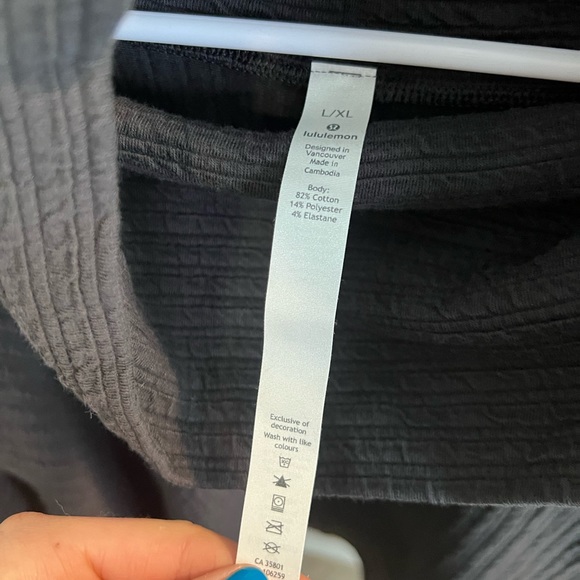 L/XL
lululemon
Designed in
Vancouver
Made in
Cambodia
Body:
82% Cotton
14% Polyester
4% Elastane
Exclusive of
decoration
Wash with like
colours
CA 35801
106259